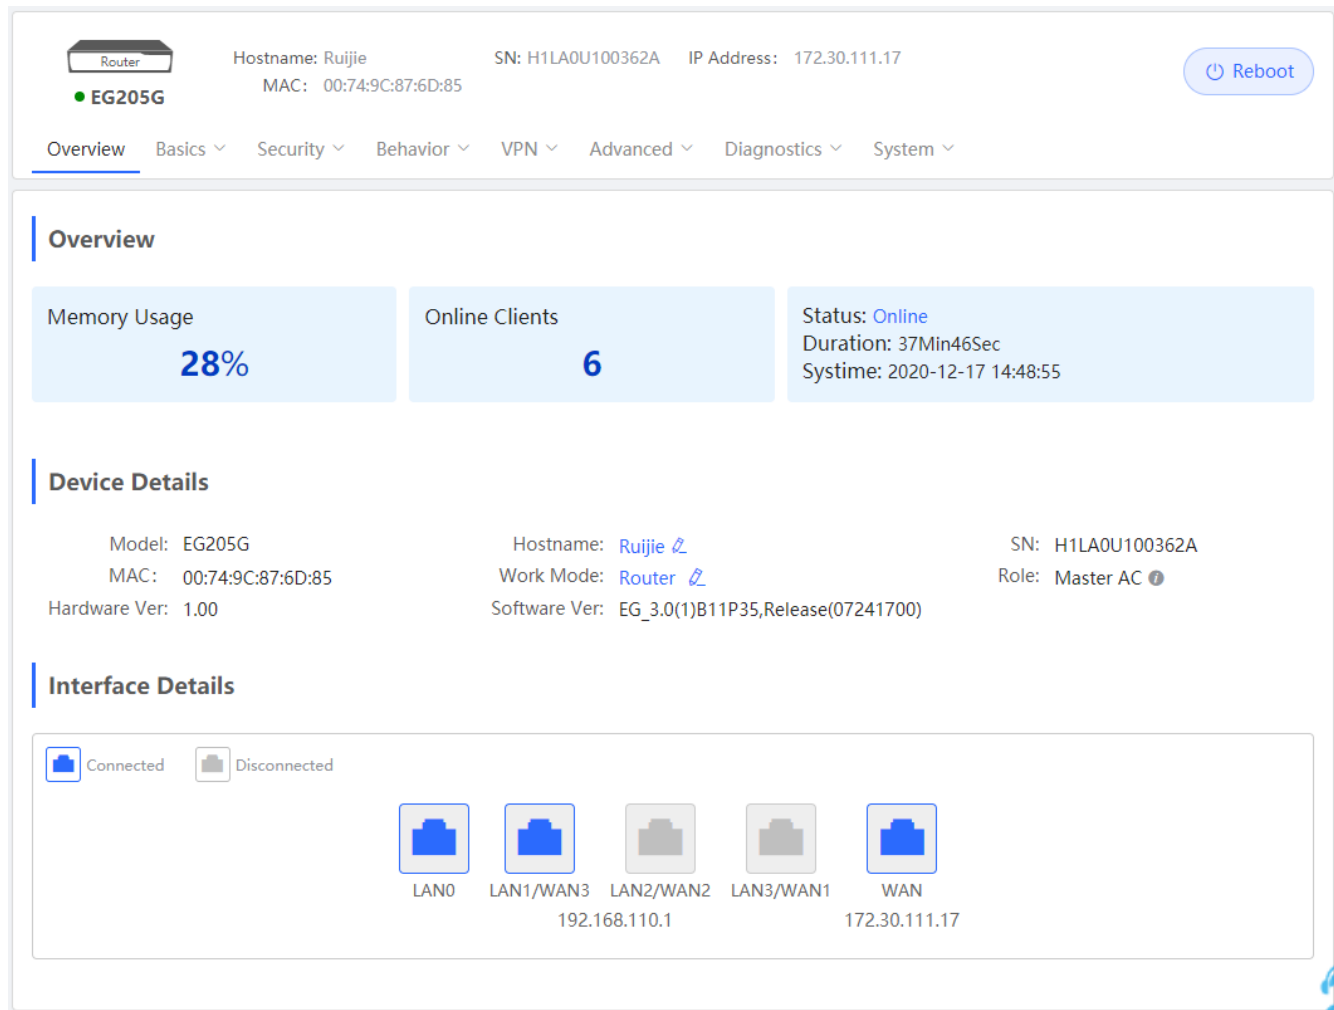 Router
EG205G
Hostname: Ruijie
SN: H1LA0U100362A
IP Address: 172.30.111.17
MAC: 00:74:9C:87:6D:85
Reboot
Overview Basics Security Behavior VPN Advanced Diagnostics System
Overview
Memory Usage
28%
Online Clients
6
Status: Online
Duration: 37Min46Sec
Systime: 2020-12-17 14:48:55
Device Details
Model: EG205G
Hostname: Ruijie
SN: H1LA0U100362A
MAC: 00:74:9C:87:6D:85
Work Mode: Router
Role: Master AC
Hardware Ver: 1.00
Software Ver: EG_3.0(1)B11P35,Release(07241700)
Interface Details
Connected
Disconnected
LAN0 LAN1/WAN3 LAN2/WAN2 LAN3/WAN1 WAN
192.168.110.1 172.30.111.17